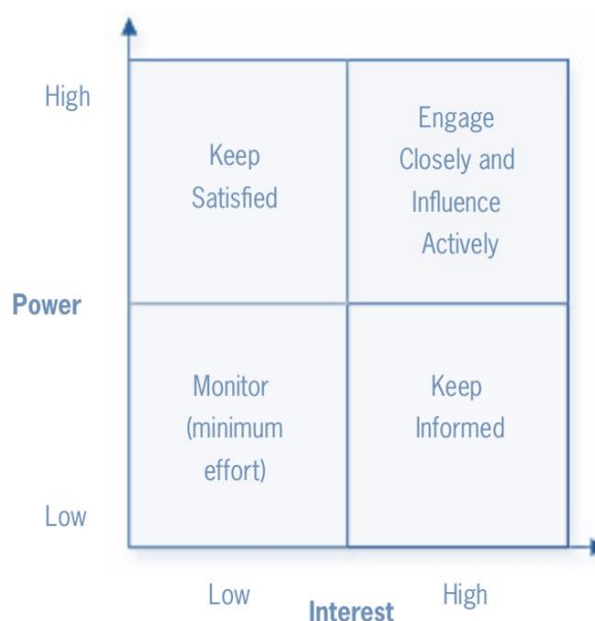 High
Keep
Satisfied
Engage
Closely and
Influence
Actively
Power
Monitor
(minimum
effort)
Keep
Informed
Low
Low
Interest
High